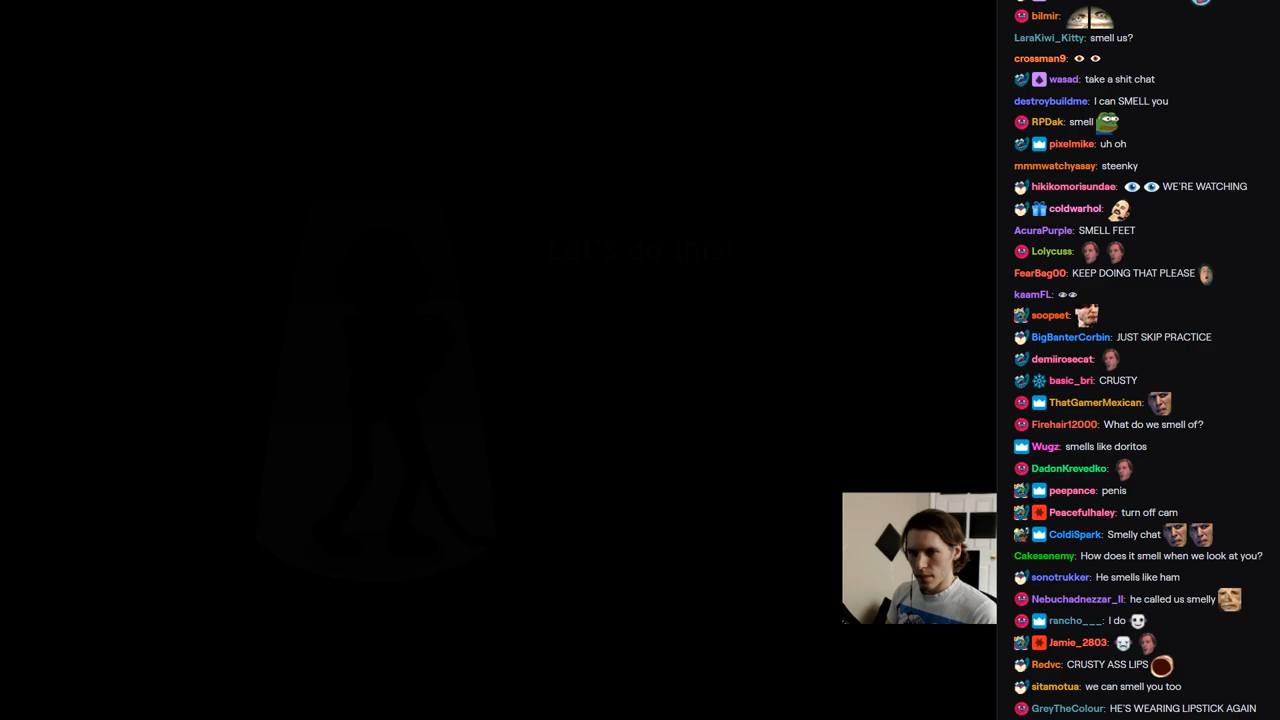 bilmir:
LaraKiwi_Kitty: smell us?
crossman9:
wasad: take a shit chat
destroybuildme: I can SMELL you
RPDak: smell
pixelmike: uh oh
mmmwatchyasay: steenky
hikikomorisundae: WE'RE WATCHING
coldwarhol:
AcuraPurple: SMELL FEET
Let's do this!
Lolycuss:
FearBag00: KEEP DOING THAT PLEASE
kaamFL:
soopset:
BigBanterCorbin: JUST SKIP PRACTICE
demiirosecat:
basic_bri: CRUSTY
ThatGamerMexican:
Firehair12000: What do we smell of?
Wugz: smells like doritos
DadonKrevedko:
peepance: penis
Peacefulhaley: turn off cam
ColdiSpark: Smelly chat
Cakesenemy: How does it smell when we look at you?
sonotrukker: He smells like ham
Nebuchadnezzar_II: he called us smelly
rancho___: I do
Jamie_2803:
Redvc: CRUSTY ASS LIPS
sitamotua: we can smell you too
GreyTheColour: HE'S WEARING LIPSTICK AGAIN